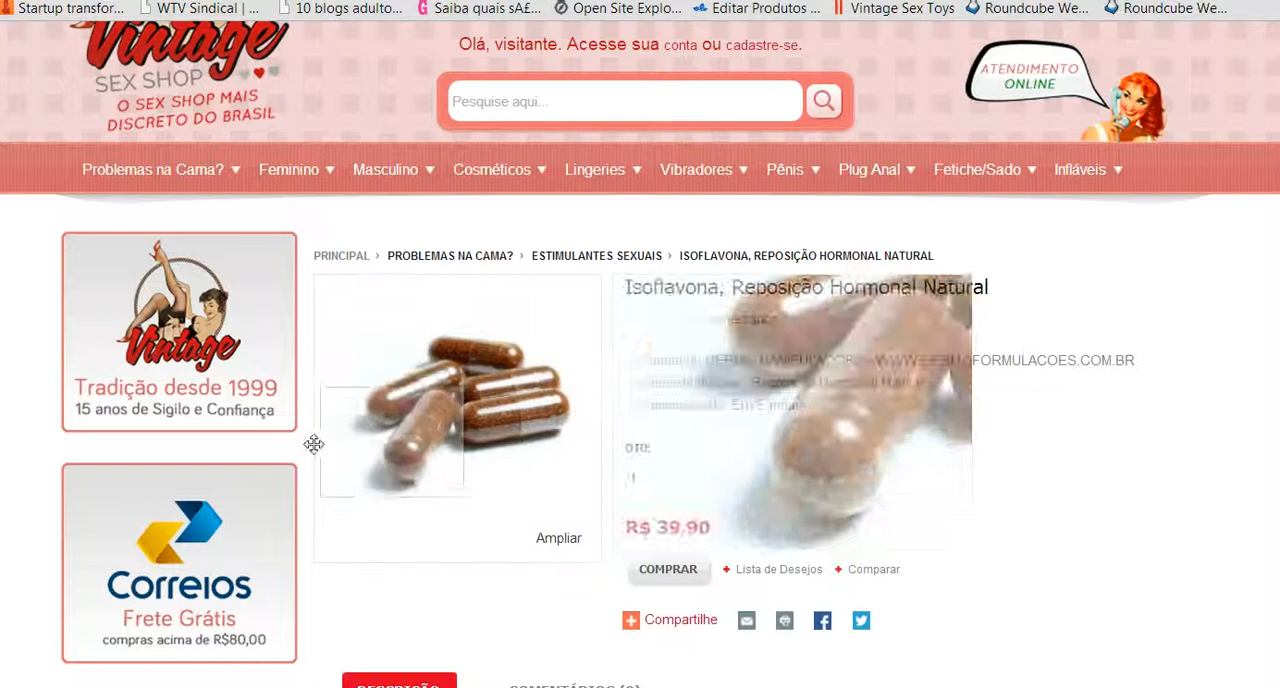 Startup transfor...
WTV Sindical | ...
10 blogs adulto...
Saiba quais sA£...
Open Site Explo...
Editar Produtos ...
Vintage Sex Toys
Roundcube We...
Roundcube We...
Vintage
SEX SHOP
O SEX SHOP MAIS
DISCRETO DO BRASIL
Olá, visitante. Acesse sua conta ou cadastre-se.
Pesquise aqui...
ATENDIMENTO
ONLINE
Problemas na Cama?
Feminino
Masculino
Cosméticos
Lingeries
Vibradores
Pênis
Plug Anal
Fetiche/Sado
Infláveis
Vintage
Tradição desde 1999
15 anos de Sigilo e Confiança
Correios
Frete Grátis
compras acima de R$80,00
PRINCIPAL › PROBLEMAS NA CAMA? › ESTIMULANTES SEXUAIS › ISOFLAVONA, REPOSIÇÃO HORMONAL NATURAL
Ampliar
Isoflavona, Reposição Hormonal Natural
R$ 39,90
COMPRAR
Lista de Desejos
Comparar
Compartilhe
DESCRIÇÃO
COMENTÁRIOS (0)